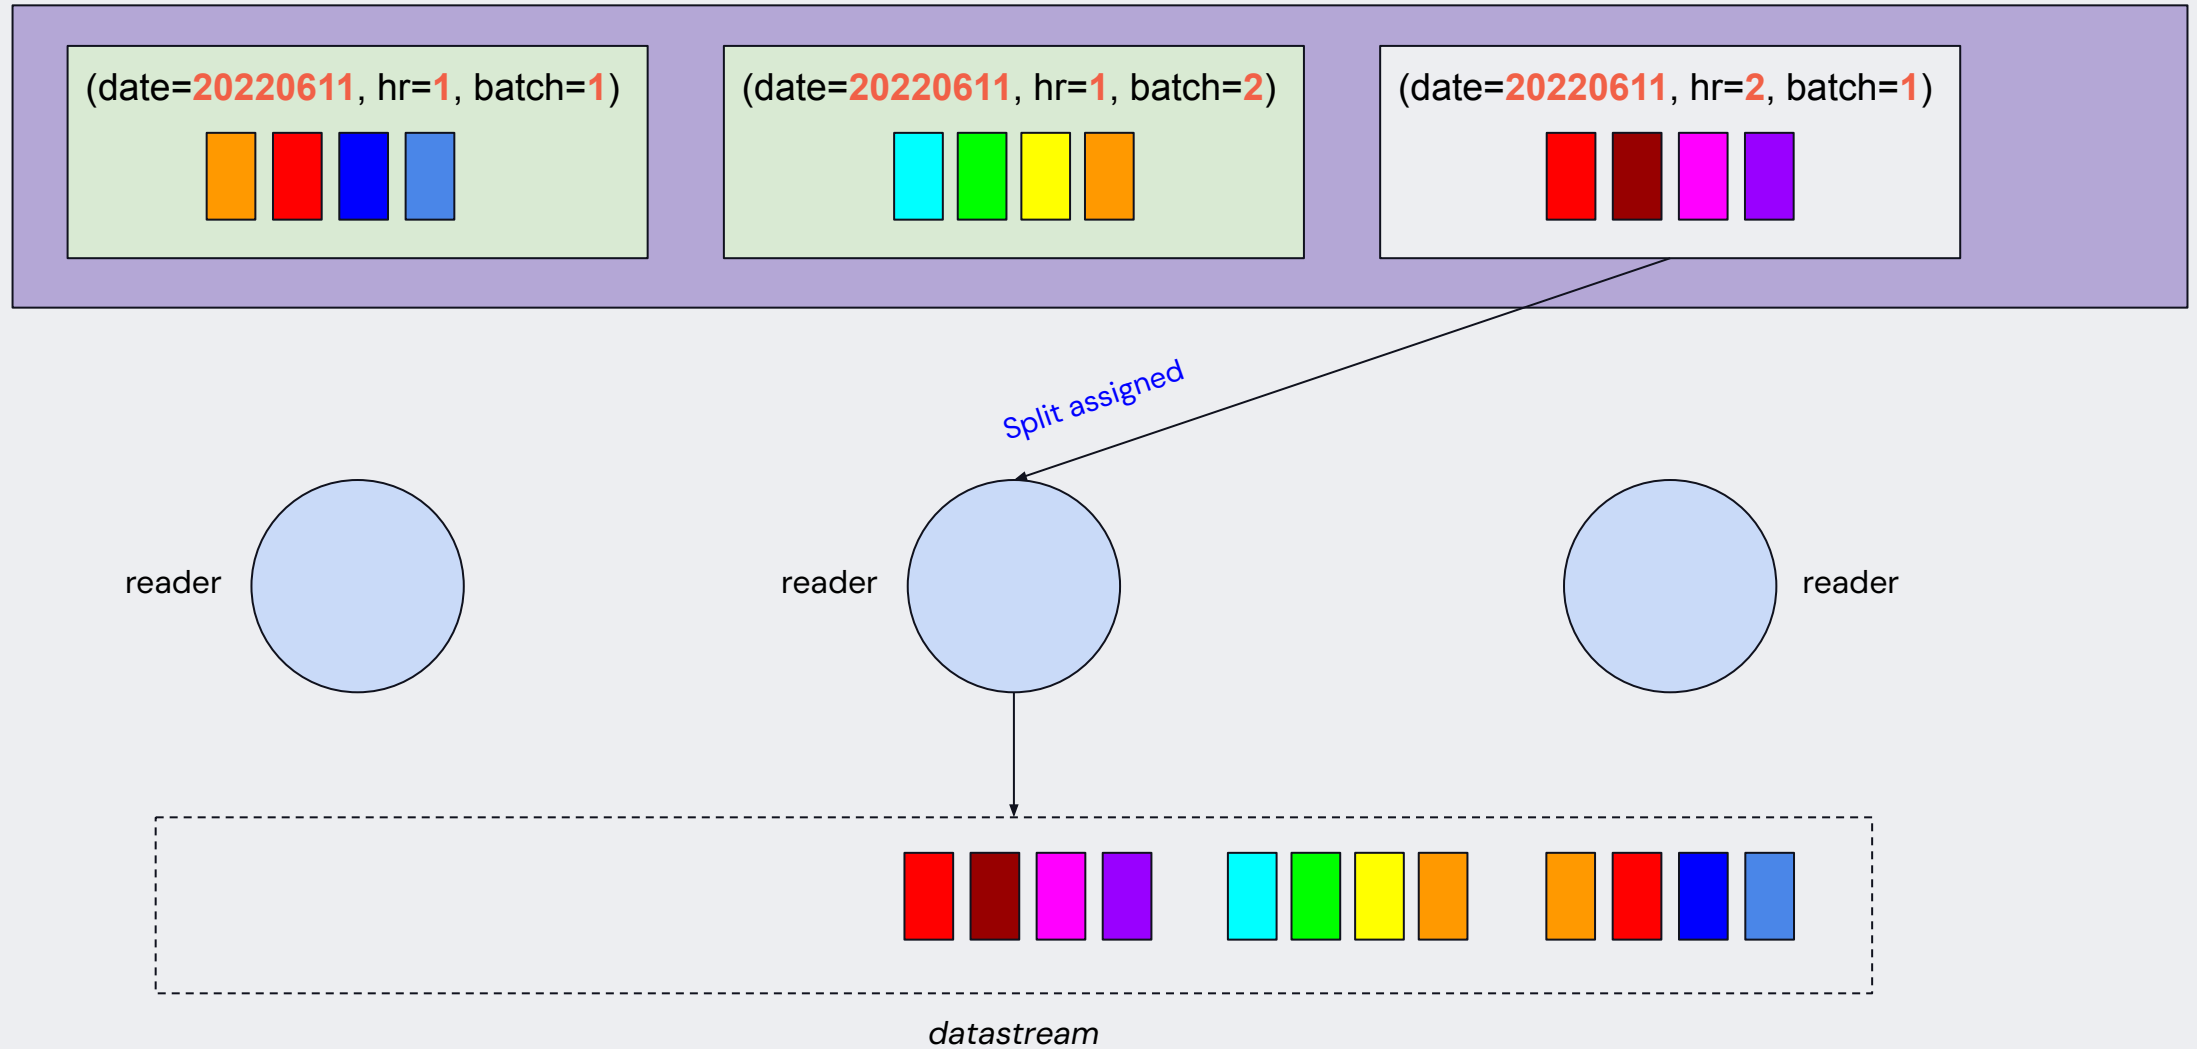 (date=20220611, hr=1, batch=1)
(date=20220611, hr=1, batch=2)
(date=20220611, hr=2, batch=1)
Split assigned
reader
reader
reader
datastream